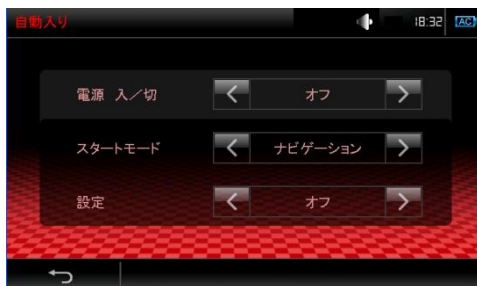 自動入り
18:32 AC
電源 入／切
オフ
スタートモード
ナビゲーション
設定
オフ